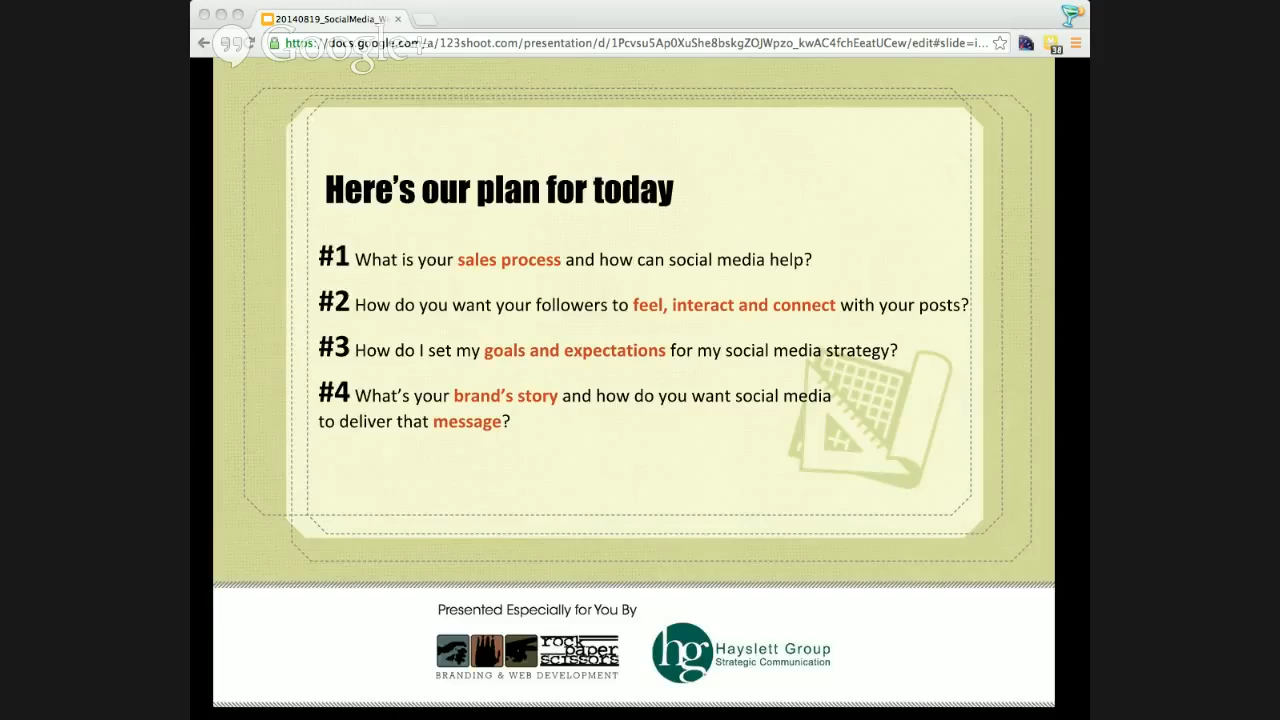 20140819_SocialMedia_W
Google+
https://docs.google.com/a/123shoot.com/presentation/d/1Pcvsu5Ap0XuShe8bskgZOJWpzo_kwAC4fchEeatUCew/edit#slide=i...
38
Here's our plan for today
#1 What is your sales process and how can social media help?
#2 How do you want your followers to feel, interact and connect with your posts?
#3 How do I set my goals and expectations for my social media strategy?
#4 What's your brand's story and how do you want social media
to deliver that message?
Presented Especially for You By
rock
paper
scissors
BRANDING & WEB DEVELOPMENT
hg
Hayslett Group
Strategic Communication